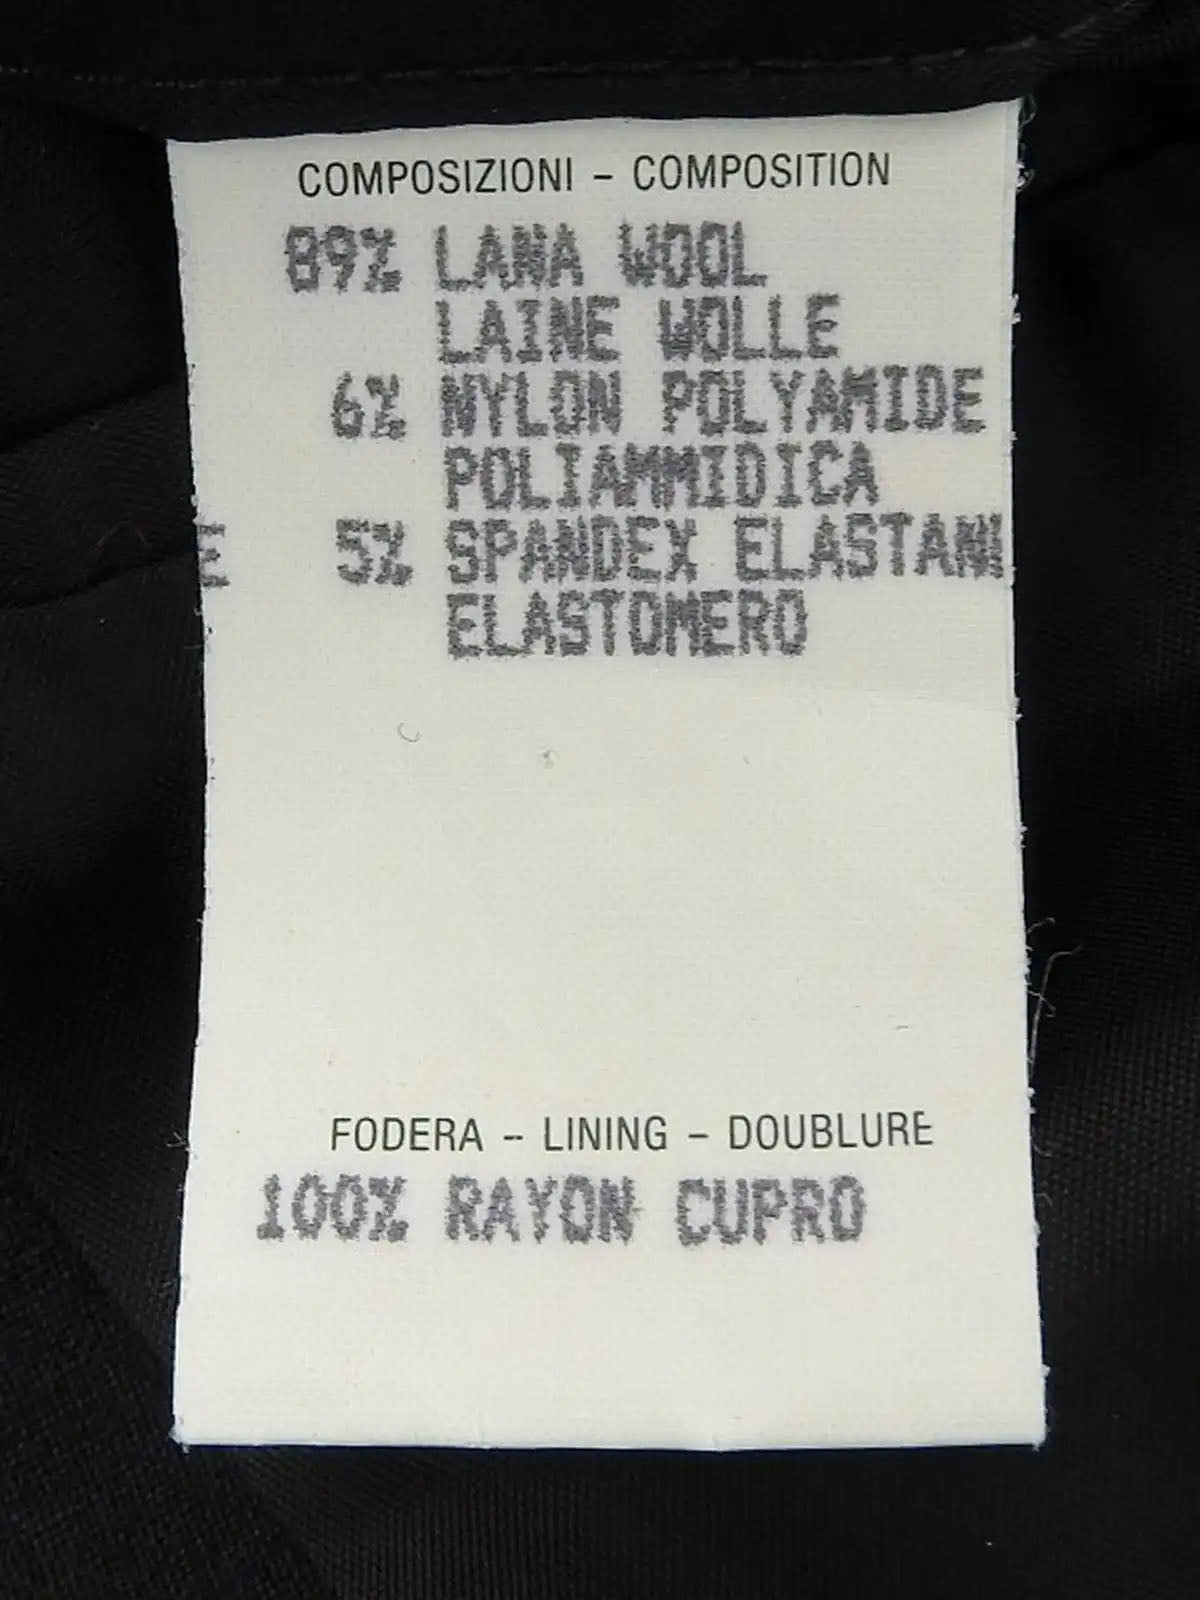 COMPOSIZIONI - COMPOSITION
89% LANA WOOL
LAINE WOLLE
6% NYLON POLYAMIDE
POLIAMMIDICA
E 5% SPANDEX ELASTAN
ELASTOMERO
FODERA - LINING - DOUBLURE
100% RAYON CUPRO